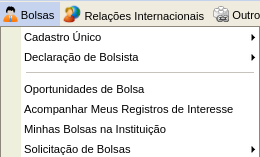 Bolsas Relações Internacionais Outro
Cadastro Único
Declaração de Bolsista
Oportunidades de Bolsa
Acompanhar Meus Registros de Interesse
Minhas Bolsas na Instituição
Solicitação de Bolsas